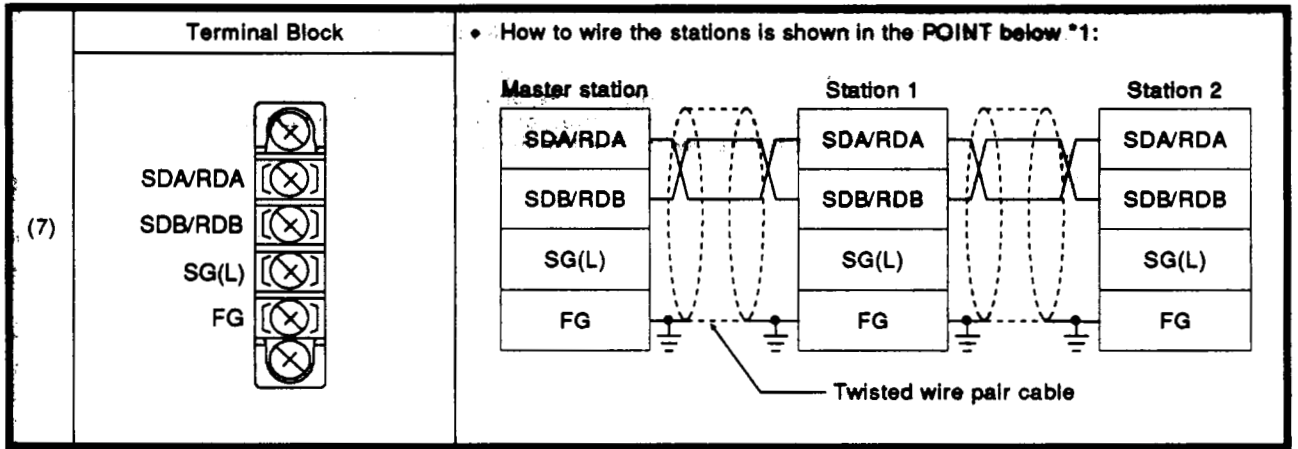 (7)
Terminal Block
SDA/RDA
SDB/RDB
SG(L)
FG
• How to wire the stations is shown in the POINT below *1:
Master station
SDA/RDA
SDB/RDB
SG(L)
FG
Station 1
SDA/RDA
SDB/RDB
SG(L)
FG
Station 2
SDA/RDA
SDB/RDB
SG(L)
FG
Twisted wire pair cable